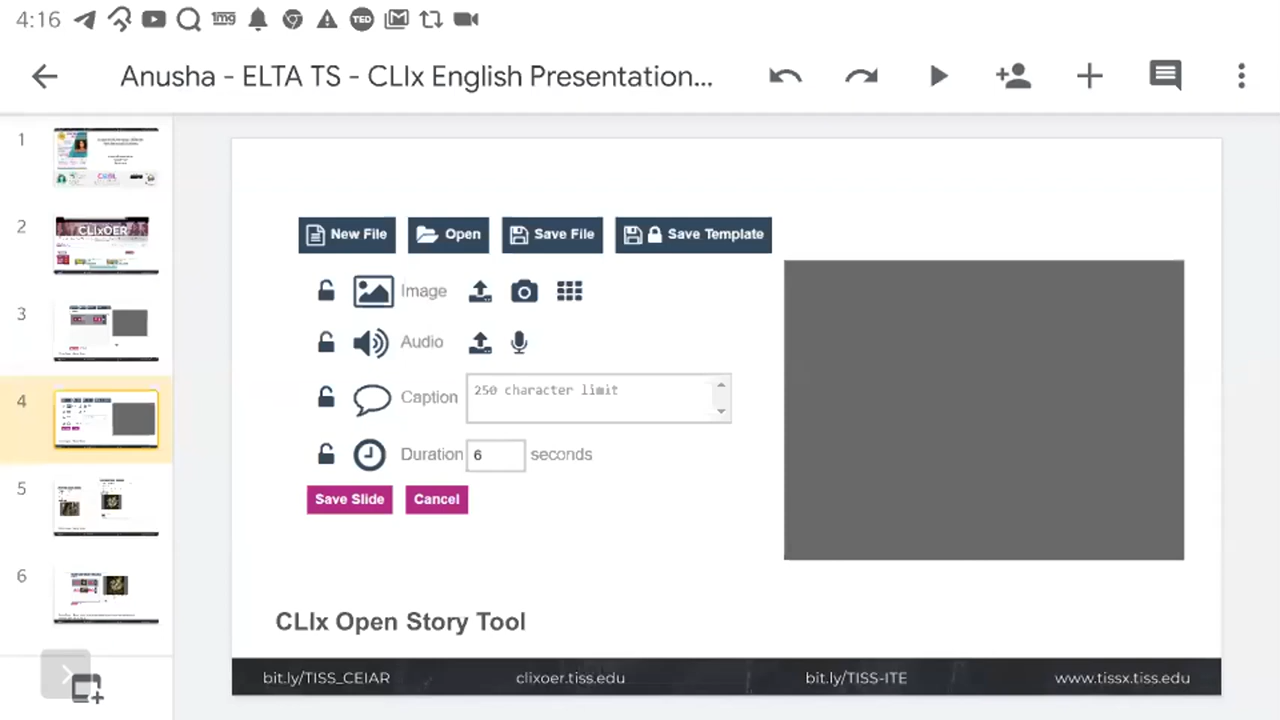 4:16
TED
1mg
Anusha - ELTA TS - CLIx English Presentation...
1
2
CLIxOER
3
4
5
6
New File
Open
Save File
Save Template
Image
Audio
Caption
250 character limit
Duration
6
seconds
Save Slide
Cancel
CLIx Open Story Tool
bit.ly/TISS_CEIAR
clixoer.tiss.edu
bit.ly/TISS-ITE
www.tissx.tiss.edu